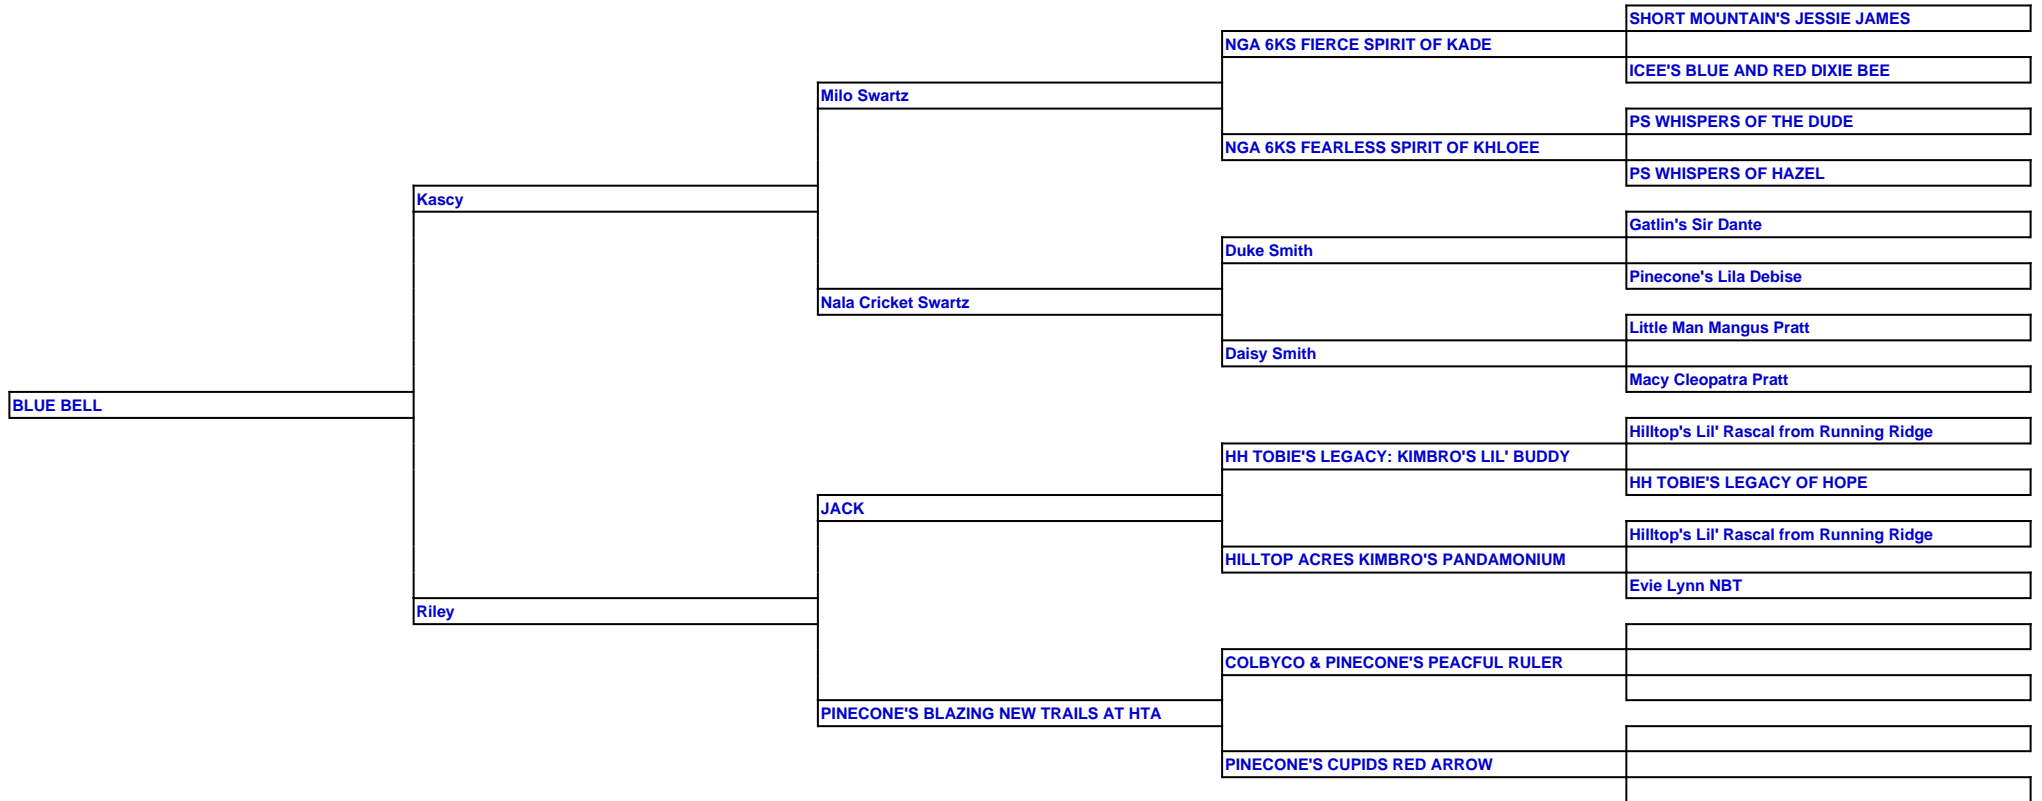 SHORT MOUNTAIN'S JESSIE JAMES
NGA 6KS FIERCE SPIRIT OF KADE
ICEE'S BLUE AND RED DIXIE BEE
Milo Swartz
PS WHISPERS OF THE DUDE
NGA 6KS FEARLESS SPIRIT OF KHLOEE
PS WHISPERS OF HAZEL
Kascy
Gatlin's Sir Dante
Duke Smith
Pinecone's Lila Debise
Nala Cricket Swartz
Little Man Mangus Pratt
Daisy Smith
Macy Cleopatra Pratt
BLUE BELL
Hilltop's Lil' Rascal from Running Ridge
HH TOBIE'S LEGACY: KIMBRO'S LIL' BUDDY
HH TOBIE'S LEGACY OF HOPE
JACK
Hilltop's Lil' Rascal from Running Ridge
HILLTOP ACRES KIMBRO'S PANDAMONIUM
Evie Lynn NBT
Riley
COLBYCO & PINECONE'S PEACFUL RULER
PINECONE'S BLAZING NEW TRAILS AT HTA
PINECONE'S CUPIDS RED ARROW